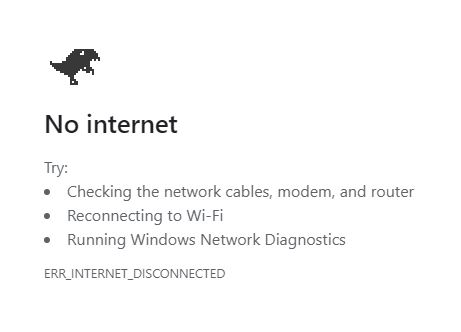 No internet
Try:
• Checking the network cables, modem, and router
• Reconnecting to Wi-Fi
• Running Windows Network Diagnostics
ERR_INTERNET_DISCONNECTED